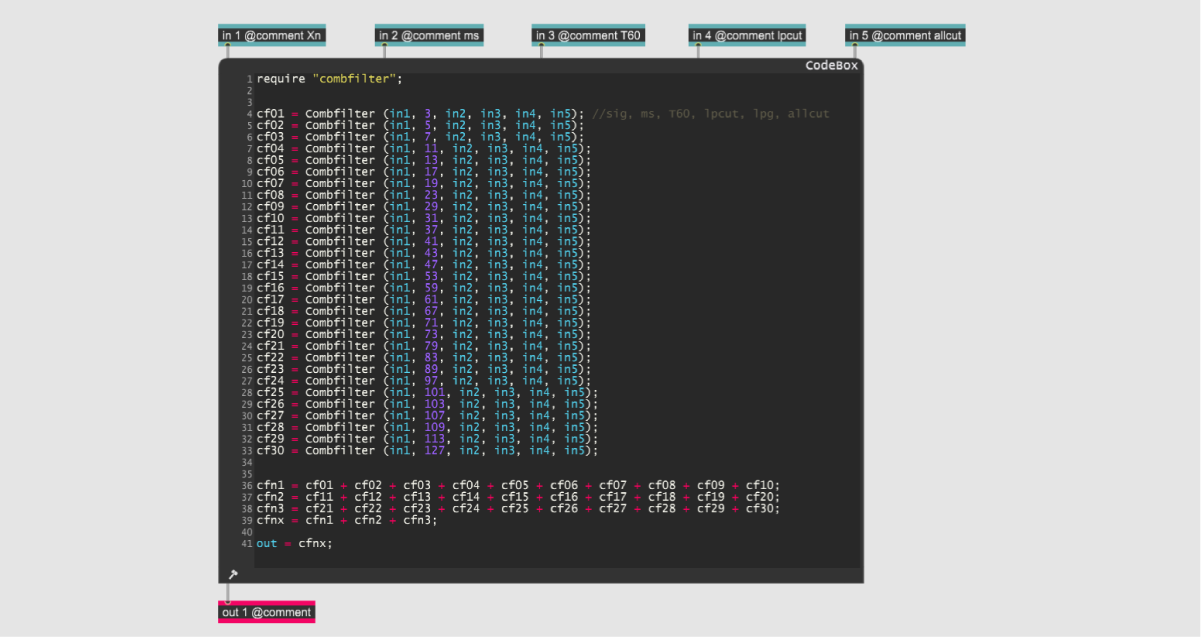 in 1 @comment Xn
in 2 @comment ms
in 3 @comment T60
in 4 @comment lpcut
in 5 @comment allcut
CodeBox
1 require "combfilter";
2
3
4 cf01 = Combfilter (in1, 3, in2, in3, in4, in5); //sig, ms, T60, lpcut, lpg, allcut
5 cf02 = Combfilter (in1, 5, in2, in3, in4, in5);
6 cf03 = Combfilter (in1, 7, in2, in3, in4, in5);
7 cf04 = Combfilter (in1, 11, in2, in3, in4, in5);
8 cf05 = Combfilter (in1, 13, in2, in3, in4, in5);
9 cf06 = Combfilter (in1, 17, in2, in3, in4, in5);
10 cf07 = Combfilter (in1, 19, in2, in3, in4, in5);
11 cf08 = Combfilter (in1, 23, in2, in3, in4, in5);
12 cf09 = Combfilter (in1, 29, in2, in3, in4, in5);
13 cf10 = Combfilter (in1, 31, in2, in3, in4, in5);
14 cf11 = Combfilter (in1, 37, in2, in3, in4, in5);
15 cf12 = Combfilter (in1, 41, in2, in3, in4, in5);
16 cf13 = Combfilter (in1, 43, in2, in3, in4, in5);
17 cf14 = Combfilter (in1, 47, in2, in3, in4, in5);
18 cf15 = Combfilter (in1, 53, in2, in3, in4, in5);
19 cf16 = Combfilter (in1, 59, in2, in3, in4, in5);
20 cf17 = Combfilter (in1, 61, in2, in3, in4, in5);
21 cf18 = Combfilter (in1, 67, in2, in3, in4, in5);
22 cf19 = Combfilter (in1, 71, in2, in3, in4, in5);
23 cf20 = Combfilter (in1, 73, in2, in3, in4, in5);
24 cf21 = Combfilter (in1, 79, in2, in3, in4, in5);
25 cf22 = Combfilter (in1, 83, in2, in3, in4, in5);
26 cf23 = Combfilter (in1, 89, in2, in3, in4, in5);
27 cf24 = Combfilter (in1, 97, in2, in3, in4, in5);
28 cf25 = Combfilter (in1, 101, in2, in3, in4, in5);
29 cf26 = Combfilter (in1, 103, in2, in3, in4, in5);
30 cf27 = Combfilter (in1, 107, in2, in3, in4, in5);
31 cf28 = Combfilter (in1, 109, in2, in3, in4, in5);
32 cf29 = Combfilter (in1, 113, in2, in3, in4, in5);
33 cf30 = Combfilter (in1, 127, in2, in3, in4, in5);
34
35
36 cfn1 = cf01 + cf02 + cf03 + cf04 + cf05 + cf06 + cf07 + cf08 + cf09 + cf10;
37 cfn2 = cf11 + cf12 + cf13 + cf14 + cf15 + cf16 + cf17 + cf18 + cf19 + cf20;
38 cfn3 = cf21 + cf22 + cf23 + cf24 + cf25 + cf26 + cf27 + cf28 + cf29 + cf30;
39 cfnx = cfn1 + cfn2 + cfn3;
40
41 out = cfnx;
out 1 @comment